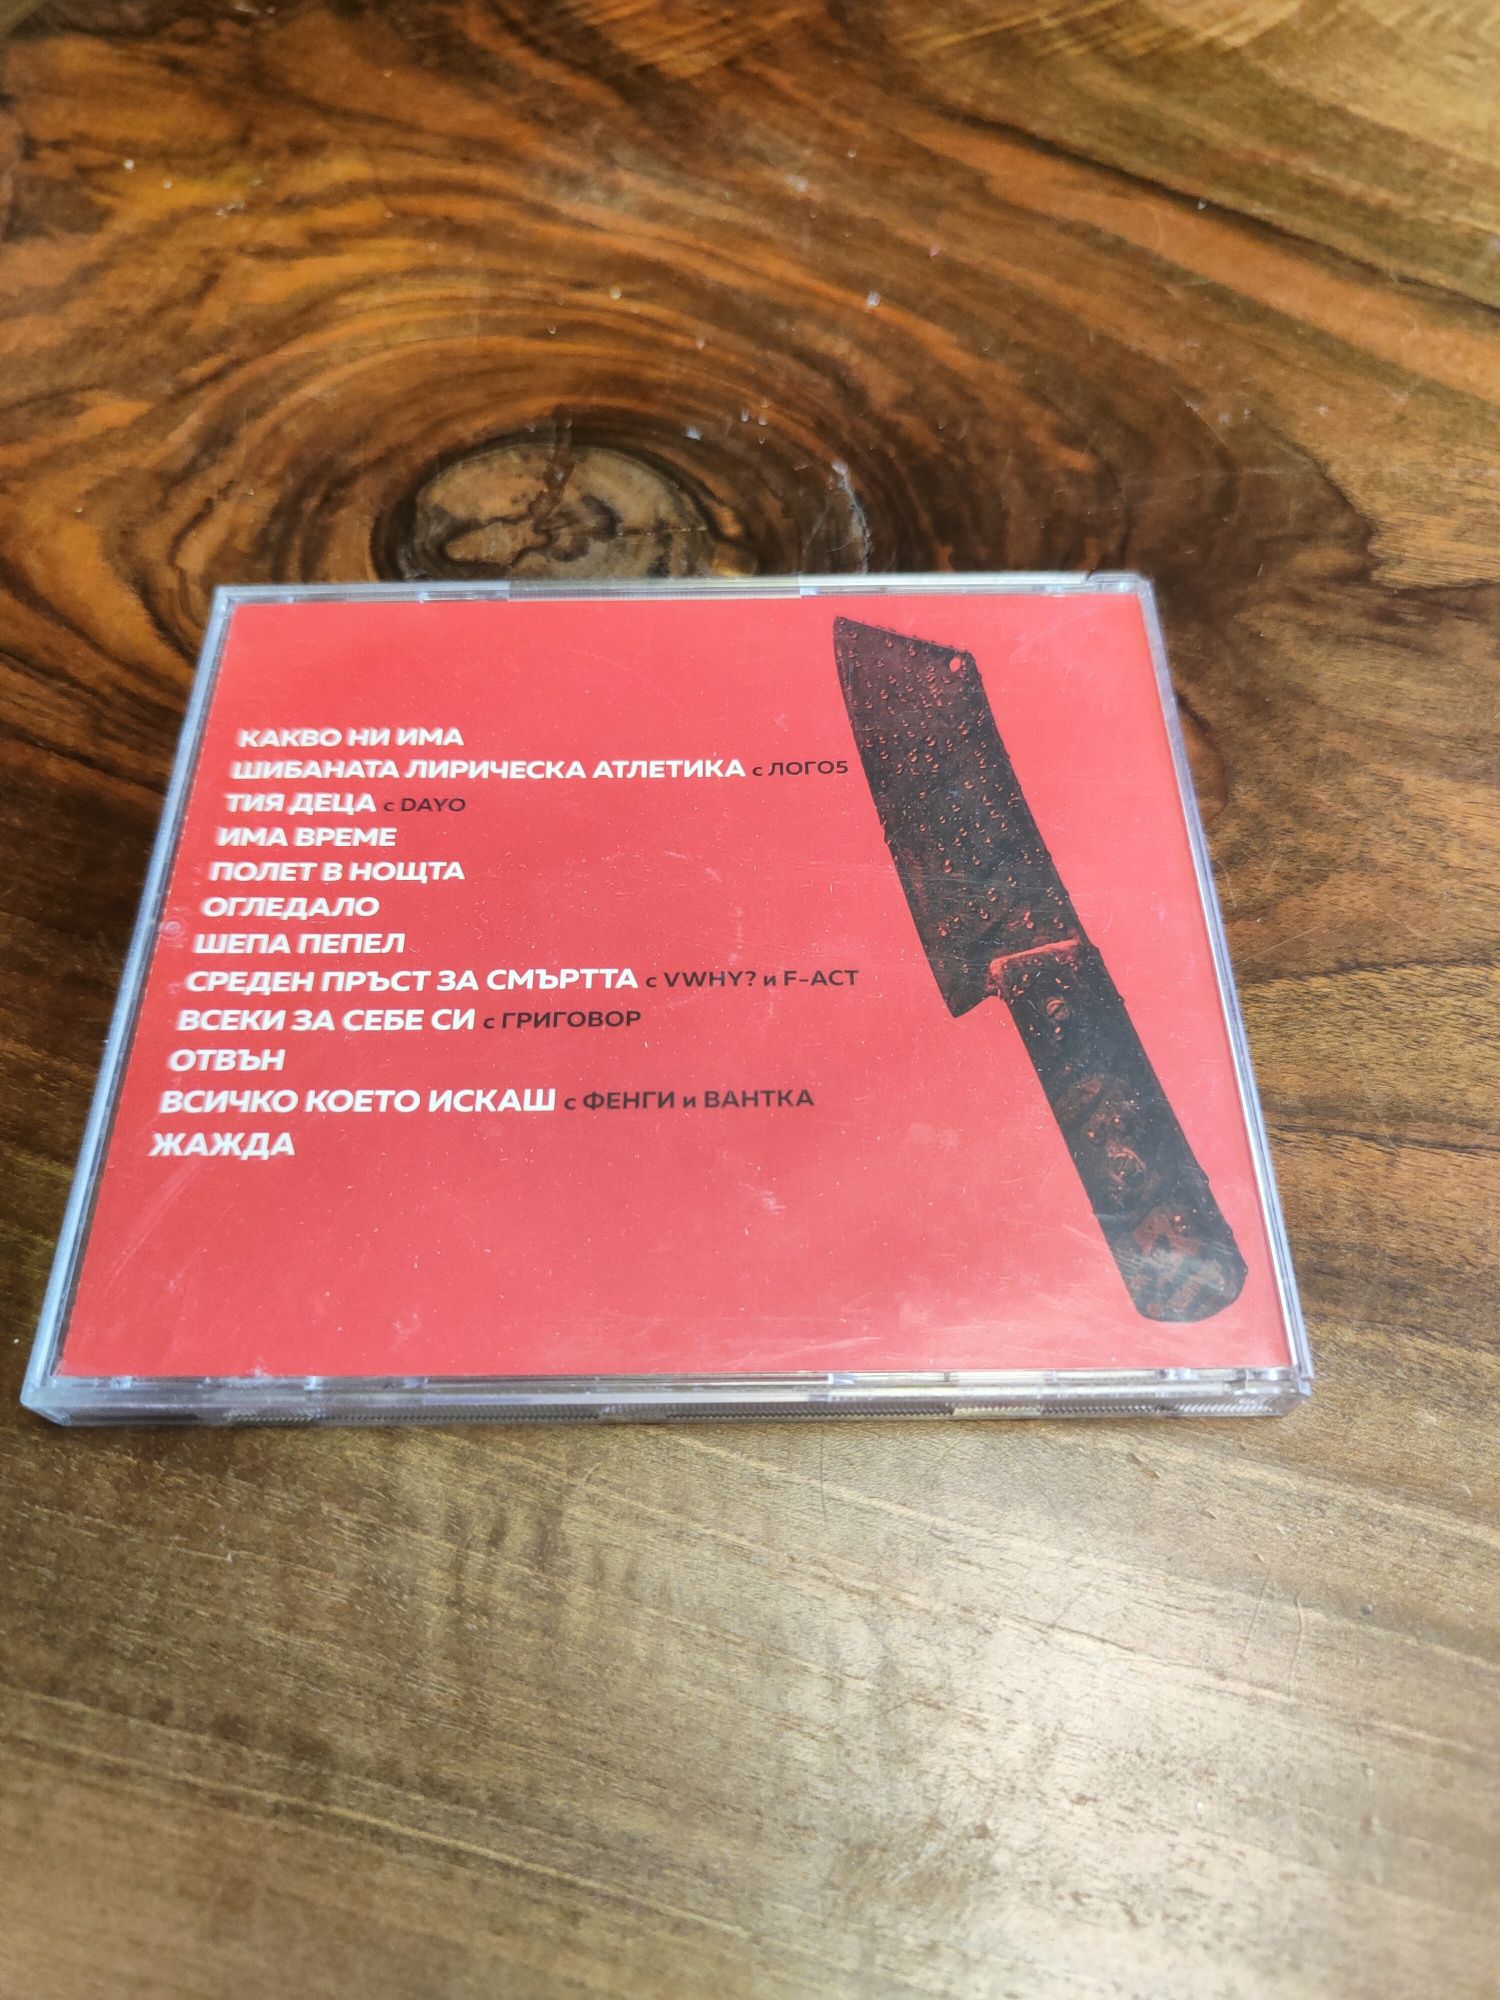 КАКВО НИ ИМА
ШИБАНАТА ЛИРИЧЕСКА АТЛЕТИКА с ЛОГО5
ТИЯ ДЕЦА с DAYO
ИМА ВРЕМЕ
ПОЛЕТ В НОЩТА
ОГЛЕДАЛО
ШЕПА ПЕПЕЛ
СРЕДЕН ПРЪСТ ЗА СМЪРТТА с VWHY? и F-ACT
ВСЕКИ ЗА СЕБЕ СИ с ГРИГОВОР
ОТВЪН
ВСИЧКО КОЕТО ИСКАШ с ФЕНГИ и ВАНТКА
ЖАЖДА